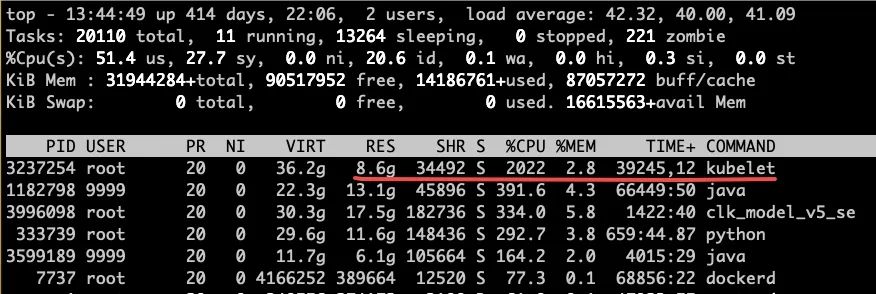 top - 13:44:49 up 414 days, 22:06,  2 users,  load average: 42.32, 40.00, 41.09
Tasks: 20110 total,  11 running, 13264 sleeping,   0 stopped, 221 zombie
%Cpu(s): 51.4 us, 27.7 sy,  0.0 ni, 20.6 id,  0.1 wa,  0.0 hi,  0.3 si,  0.0 st
KiB Mem : 31944284+total, 90517952 free, 14186761+used, 87057272 buff/cache
KiB Swap:        0 total,        0 free,        0 used. 16615563+avail Mem
PID USER      PR  NI    VIRT    RES    SHR S  %CPU %MEM     TIME+ COMMAND
3237254 root      20   0   36.2g   8.6g  34492 S  2022  2.8  39245,12 kubelet
1182798 9999      20   0   22.3g  13.1g  45896 S 391.6  4.3  66449:50 java
3996098 root      20   0   30.3g  17.5g 182736 S 334.0  5.8   1422:40 clk_model_v5_se
333739 root      20   0   29.6g  11.6g 148436 S 292.7  3.8 659:44.87 python
3599189 9999      20   0   11.7g   6.1g 105664 S 164.2  2.0   4015:29 java
7737 root      20   0 4166252 389664  12520 S  77.3  0.1  68856:22 dockerd